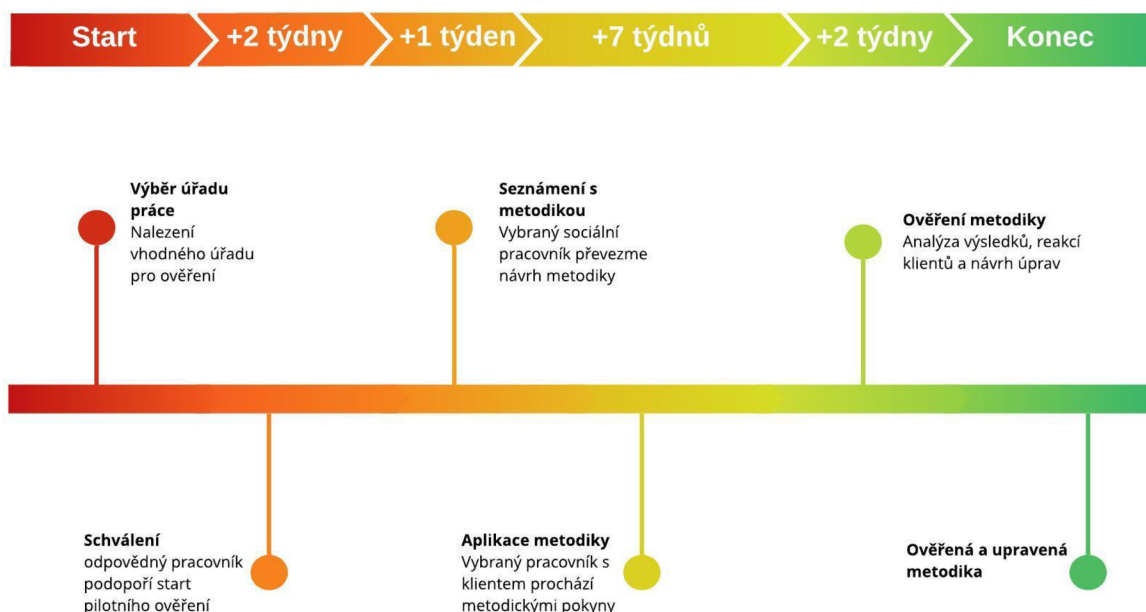 Start
+2 týdny
+1 týden
+7 týdnů
+2 týdny
Konec
Výběr úřadu
práce
Nalezení
vhodného úřadu
pro ověření
Seznámení s
metodikou
Vybraný sociální
pracovník převezme
návrh metodiky
Ověření metodiky
Analýza výsledků, reakcí
klientů a návrh úprav
Schválení
odpovědný pracovník
podopoří start
pilotního ověření
Aplikace metodiky
Vybraný pracovník s
klientem prochází
metodickými pokyny
Ověřená a upravená
metodika